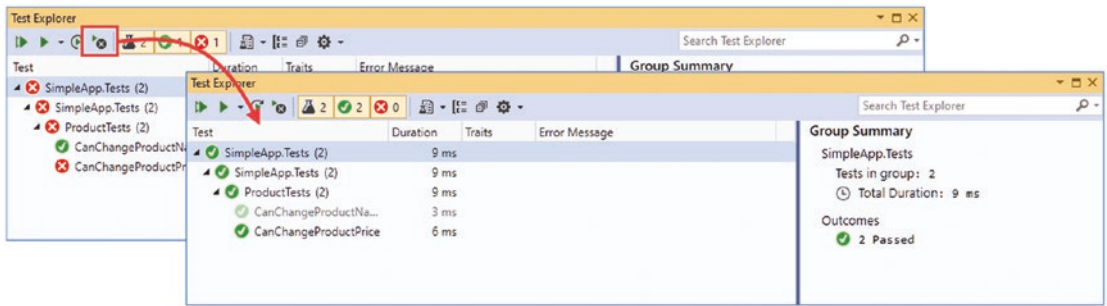 Test Explorer
2 1 1
Search Test Explorer
Test Duration Traits Error Message
Group Summary
SimpleApp.Tests (2)
SimpleApp.Tests (2)
ProductTests (2)
CanChangeProductN
CanChangeProductPr
Test Explorer
2 2 0
Search Test Explorer
Test Duration Traits Error Message
SimpleApp.Tests (2) 9 ms
SimpleApp.Tests (2) 9 ms
ProductTests (2) 9 ms
CanChangeProductNa... 3 ms
CanChangeProductPrice 6 ms
Group Summary
SimpleApp.Tests
Tests in group: 2
Total Duration: 9 ms
Outcomes
2 Passed